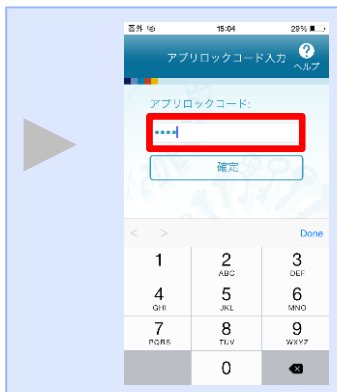 圏外 15:04 29%
アプリロックコード入力 ?
ヘルプ
アプリロックコード:
••••
確定
< > Done
1 2 3
ABC DEF
4 5 6
GHI JKL MNO
7 8 9
PQRS TUV WXYZ
0